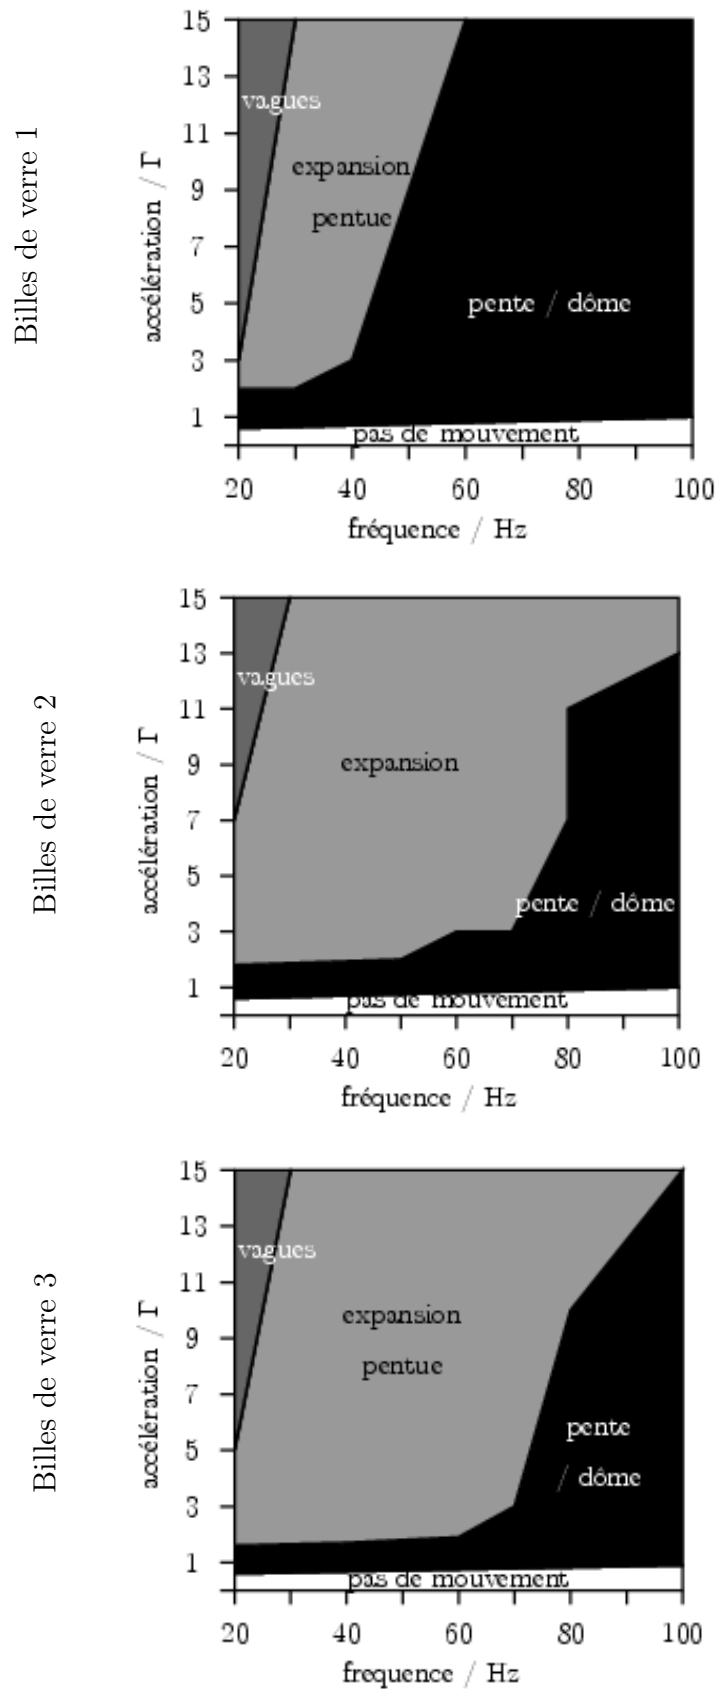 Billes de verre 1
accélération / Γ
15
13
11
9
7
5
3
1
vagues
expansion
pentue
pente / dôme
pas de mouvement
20 40 60 80 100
fréquence / Hz
Billes de verre 2
accélération / Γ
15
13
11
9
7
5
3
1
vagues
expansion
pente / dôme
pas de mouvement
20 40 60 80 100
fréquence / Hz
Billes de verre 3
accélération / Γ
15
13
11
9
7
5
3
1
vagues
expansion
pentue
pente
/ dôme
pas de mouvement
20 40 60 80 100
frequence / Hz